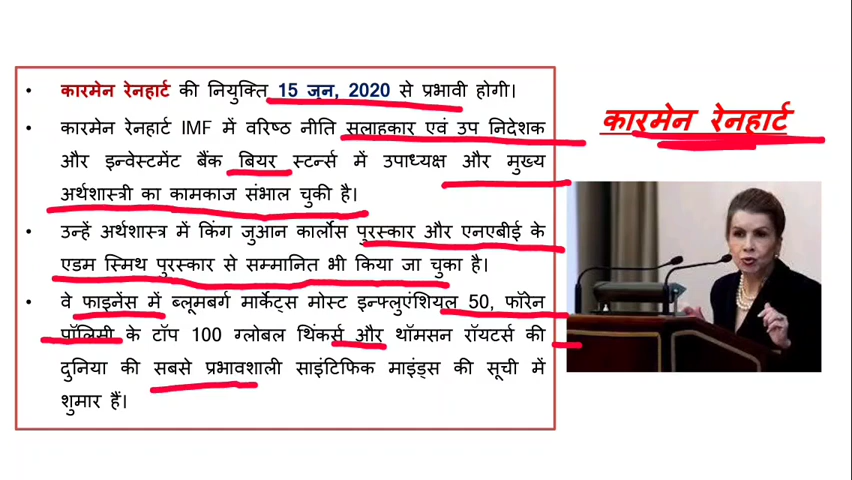 • कारमेन रेनहार्ट की नियुक्ति 15 जून, 2020 से प्रभावी होगी।
• कारमेन रेनहार्ट IMF में वरिष्ठ नीति सलाहकार एवं उप निदेशक
और इन्वेस्टमेंट बैंक बियर स्टर्न्स में उपाध्यक्ष और मुख्य
अर्थशास्त्री का कामकाज संभाल चुकी है।
• उन्हें अर्थशास्त्र में किंग जुआन कार्लोस पुरस्कार और एनएबीई के
एडम स्मिथ पुरस्कार से सम्मानित भी किया जा चुका है।
• वे फाइनेंस में ब्लूमबर्ग मार्केट्स मोस्ट इन्फ्लुएंशियल 50, फॉरेन
पॉलिसी के टॉप 100 ग्लोबल थिंकर्स और थॉमसन रॉयटर्स की
दुनिया की सबसे प्रभावशाली साइंटिफिक माइंड्स की सूची में
शुमार हैं।
कारमेन रेनहार्ट